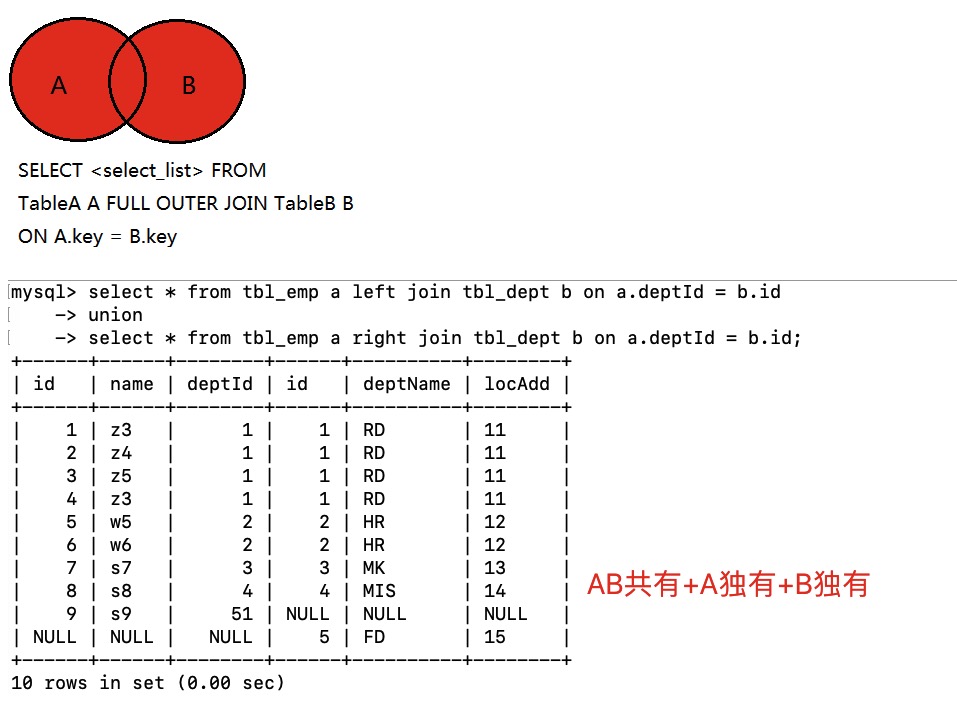 A B
SELECT <select_list> FROM
TableA A FULL OUTER JOIN TableB B
ON A.key = B.key
mysql> select * from tbl_emp a left join tbl_dept b on a.deptId = b.id
    -> union
    -> select * from tbl_emp a right join tbl_dept b on a.deptId = b.id;
+------+------+--------+------+----------+--------+
| id   | name | deptId | id   | deptName | locAdd |
+------+------+--------+------+----------+--------+
|    1 | z3   |      1 |    1 | RD       | 11     |
|    2 | z4   |      1 |    1 | RD       | 11     |
|    3 | z5   |      1 |    1 | RD       | 11     |
|    4 | z3   |      1 |    1 | RD       | 11     |
|    5 | w5   |      2 |    2 | HR       | 12     |
|    6 | w6   |      2 |    2 | HR       | 12     |
|    7 | s7   |      3 |    3 | MK       | 13     |
|    8 | s8   |      4 |    4 | MIS      | 14     |
|    9 | s9   |     51 | NULL | NULL     | NULL   |
| NULL | NULL |   NULL |    5 | FD       | 15     |
+------+------+--------+------+----------+--------+
10 rows in set (0.00 sec)
AB共有+A独有+B独有